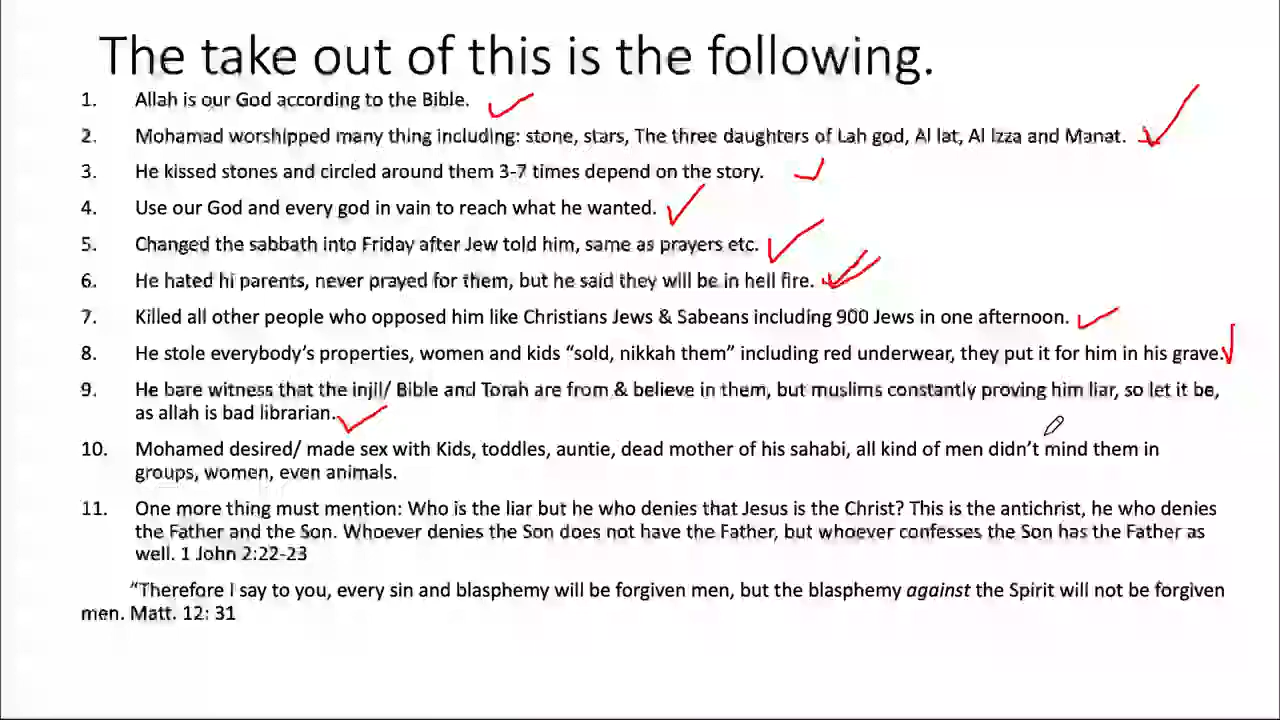 The take out of this is the following.
1. Allah is our God according to the Bible.
2. Mohamad worshipped many thing including: stone, stars, The three daughters of Lah god, Al lat, Al Izza and Manat.
3. He kissed stones and circled around them 3-7 times depend on the story.
4. Use our God and every god in vain to reach what he wanted.
5. Changed the sabbath into Friday after Jew told him, same as prayers etc.
6. He hated hi parents, never prayed for them, but he said they will be in hell fire.
7. Killed all other people who opposed him like Christians Jews & Sabeans including 900 Jews in one afternoon.
8. He stole everybody's properties, women and kids “sold, nikkah them” including red underwear, they put it for him in his grave.
9. He bare witness that the injil/ Bible and Torah are from & believe in them, but muslims constantly proving him liar, so let it be,
as allah is bad librarian.
10. Mohamed desired/ made sex with Kids, toddles, auntie, dead mother of his sahabi, all kind of men didn't mind them in
groups, women, even animals.
11. One more thing must mention: Who is the liar but he who denies that Jesus is the Christ? This is the antichrist, he who denies
the Father and the Son. Whoever denies the Son does not have the Father, but whoever confesses the Son has the Father as
well. 1 John 2:22-23
“Therefore I say to you, every sin and blasphemy will be forgiven men, but the blasphemy against the Spirit will not be forgiven
men. Matt. 12: 31